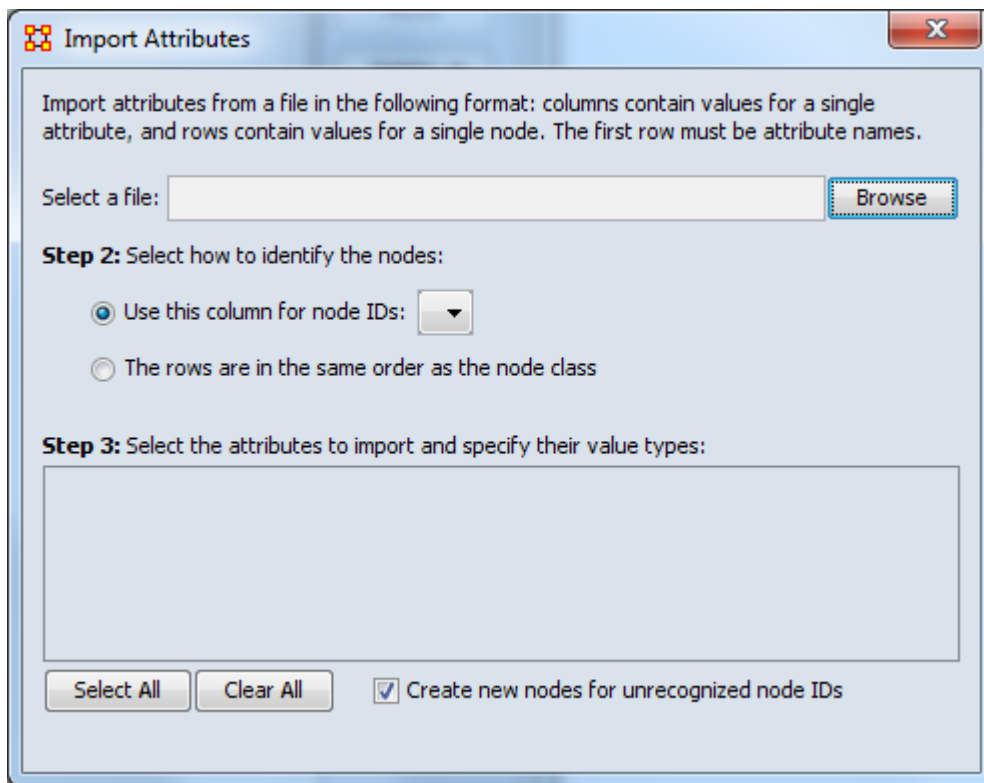 Import Attributes
X
Import attributes from a file in the following format: columns contain values for a single
attribute, and rows contain values for a single node. The first row must be attribute names.
Select a file: Browse
Step 2: Select how to identify the nodes:
Use this column for node IDs:
The rows are in the same order as the node class
Step 3: Select the attributes to import and specify their value types:
Select All Clear All Create new nodes for unrecognized node IDs